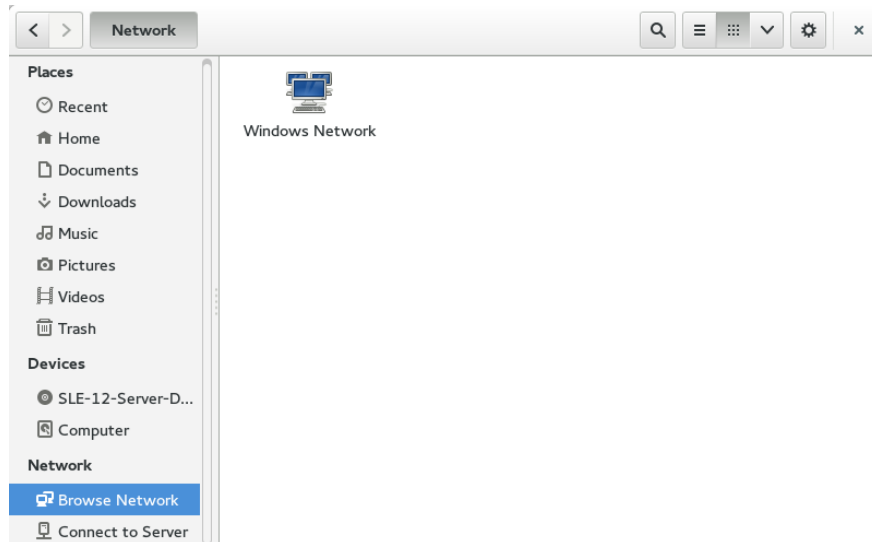 Network
Places
Recent
Home
Documents
Downloads
Music
Pictures
Videos
Trash
Devices
SLE-12-Server-D...
Computer
Network
Browse Network
Connect to Server
Windows Network